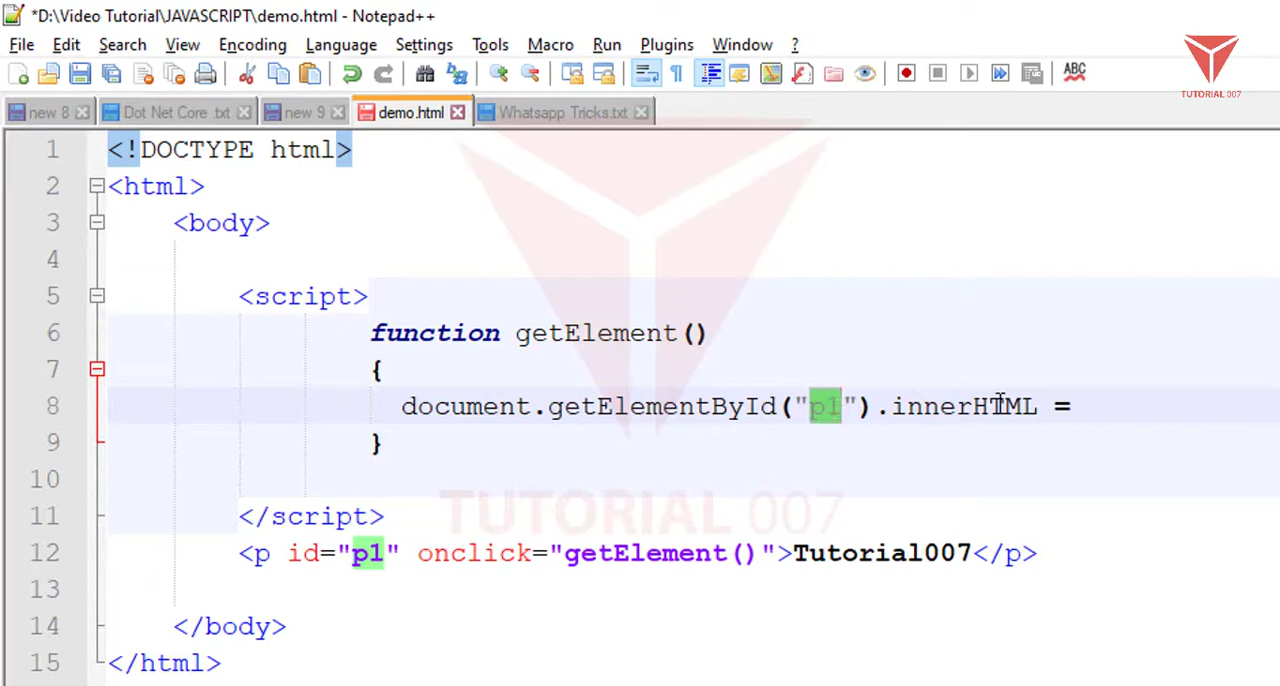 *D:\Video Tutorial\JAVASCRIPT\demo.html - Notepad++
File Edit Search View Encoding Language Settings Tools Macro Run Plugins Window ?
ABC
TUTORIAL 007
new 8 Dot Net Core .txt new 9 demo.html Whatsapp Tricks.txt
1 <!DOCTYPE html>
2 <html>
3 <body>
4
5 <script>
6 function getElement()
7 {
8 document.getElementById("p1").innerHTML =
9 }
10
TUTORIAL 007
11 </script>
12 <p id="p1" onclick="getElement()">Tutorial007</p>
13
14 </body>
15 </html>